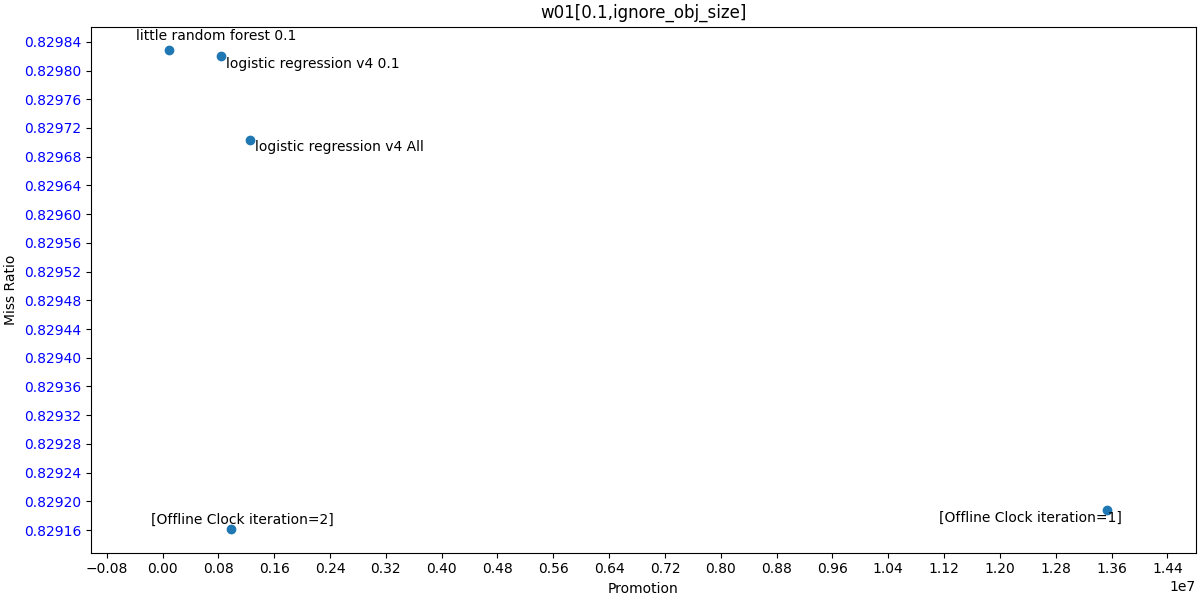 w01[0.1,ignore_obj_size]
0.82984
0.82980
0.82976
0.82972
0.82968
0.82964
0.82960
0.82956
0.82952
0.82948
0.82944
0.82940
0.82936
0.82932
0.82928
0.82924
0.82920
0.82916
Miss Ratio
little random forest 0.1
logistic regression v4 0.1
logistic regression v4 All
[Offline Clock iteration=2]
[Offline Clock iteration=1]
−0.08 0.00 0.08 0.16 0.24 0.32 0.40 0.48 0.56 0.64 0.72 0.80 0.88 0.96 1.04 1.12 1.20 1.28 1.36 1.44
1e7
Promotion